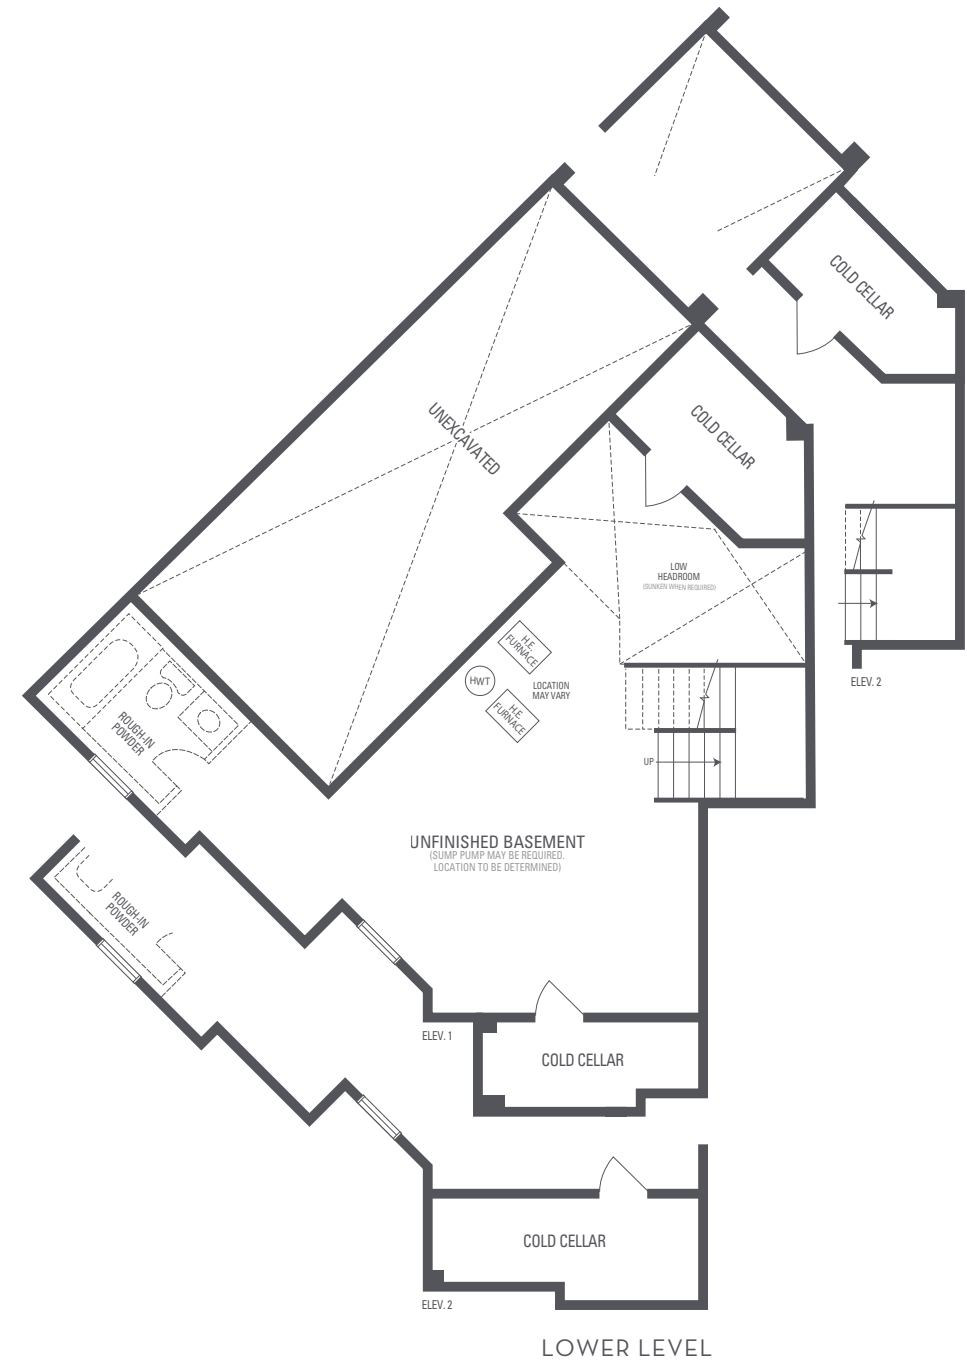 COLD CELLAR
COLD CELLAR
UNEXCAVATED
LOW
HEADROOM
(SUNKEN WHEN REQUIRED)
H.E.
FURNACE
HWT
LOCATION
MAY VARY
H.E.
FURNACE
ELEV. 2
ROUGH-IN
POWDER
UP
UNFINISHED BASEMENT
(SUMP PUMP MAY BE REQUIRED.
LOCATION TO BE DETERMINED)
ROUGH-IN
POWDER
ELEV. 1
COLD CELLAR
COLD CELLAR
ELEV. 2
LOWER LEVEL